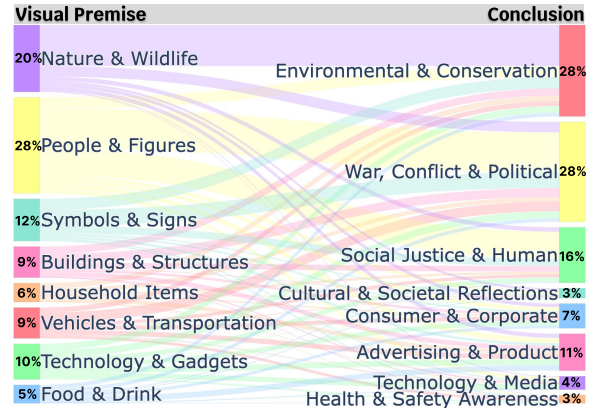 Visual Premise Conclusion
20% Nature & Wildlife
Environmental & Conservation 28%
28% People & Figures
War, Conflict & Political 28%
12% Symbols & Signs
Social Justice & Human 16%
9% Buildings & Structures
6% Household Items
Cultural & Societal Reflections 3%
Consumer & Corporate 7%
9% Vehicles & Transportation
Advertising & Product 11%
10% Technology & Gadgets
Technology & Media 4%
5% Food & Drink
Health & Safety Awareness 3%